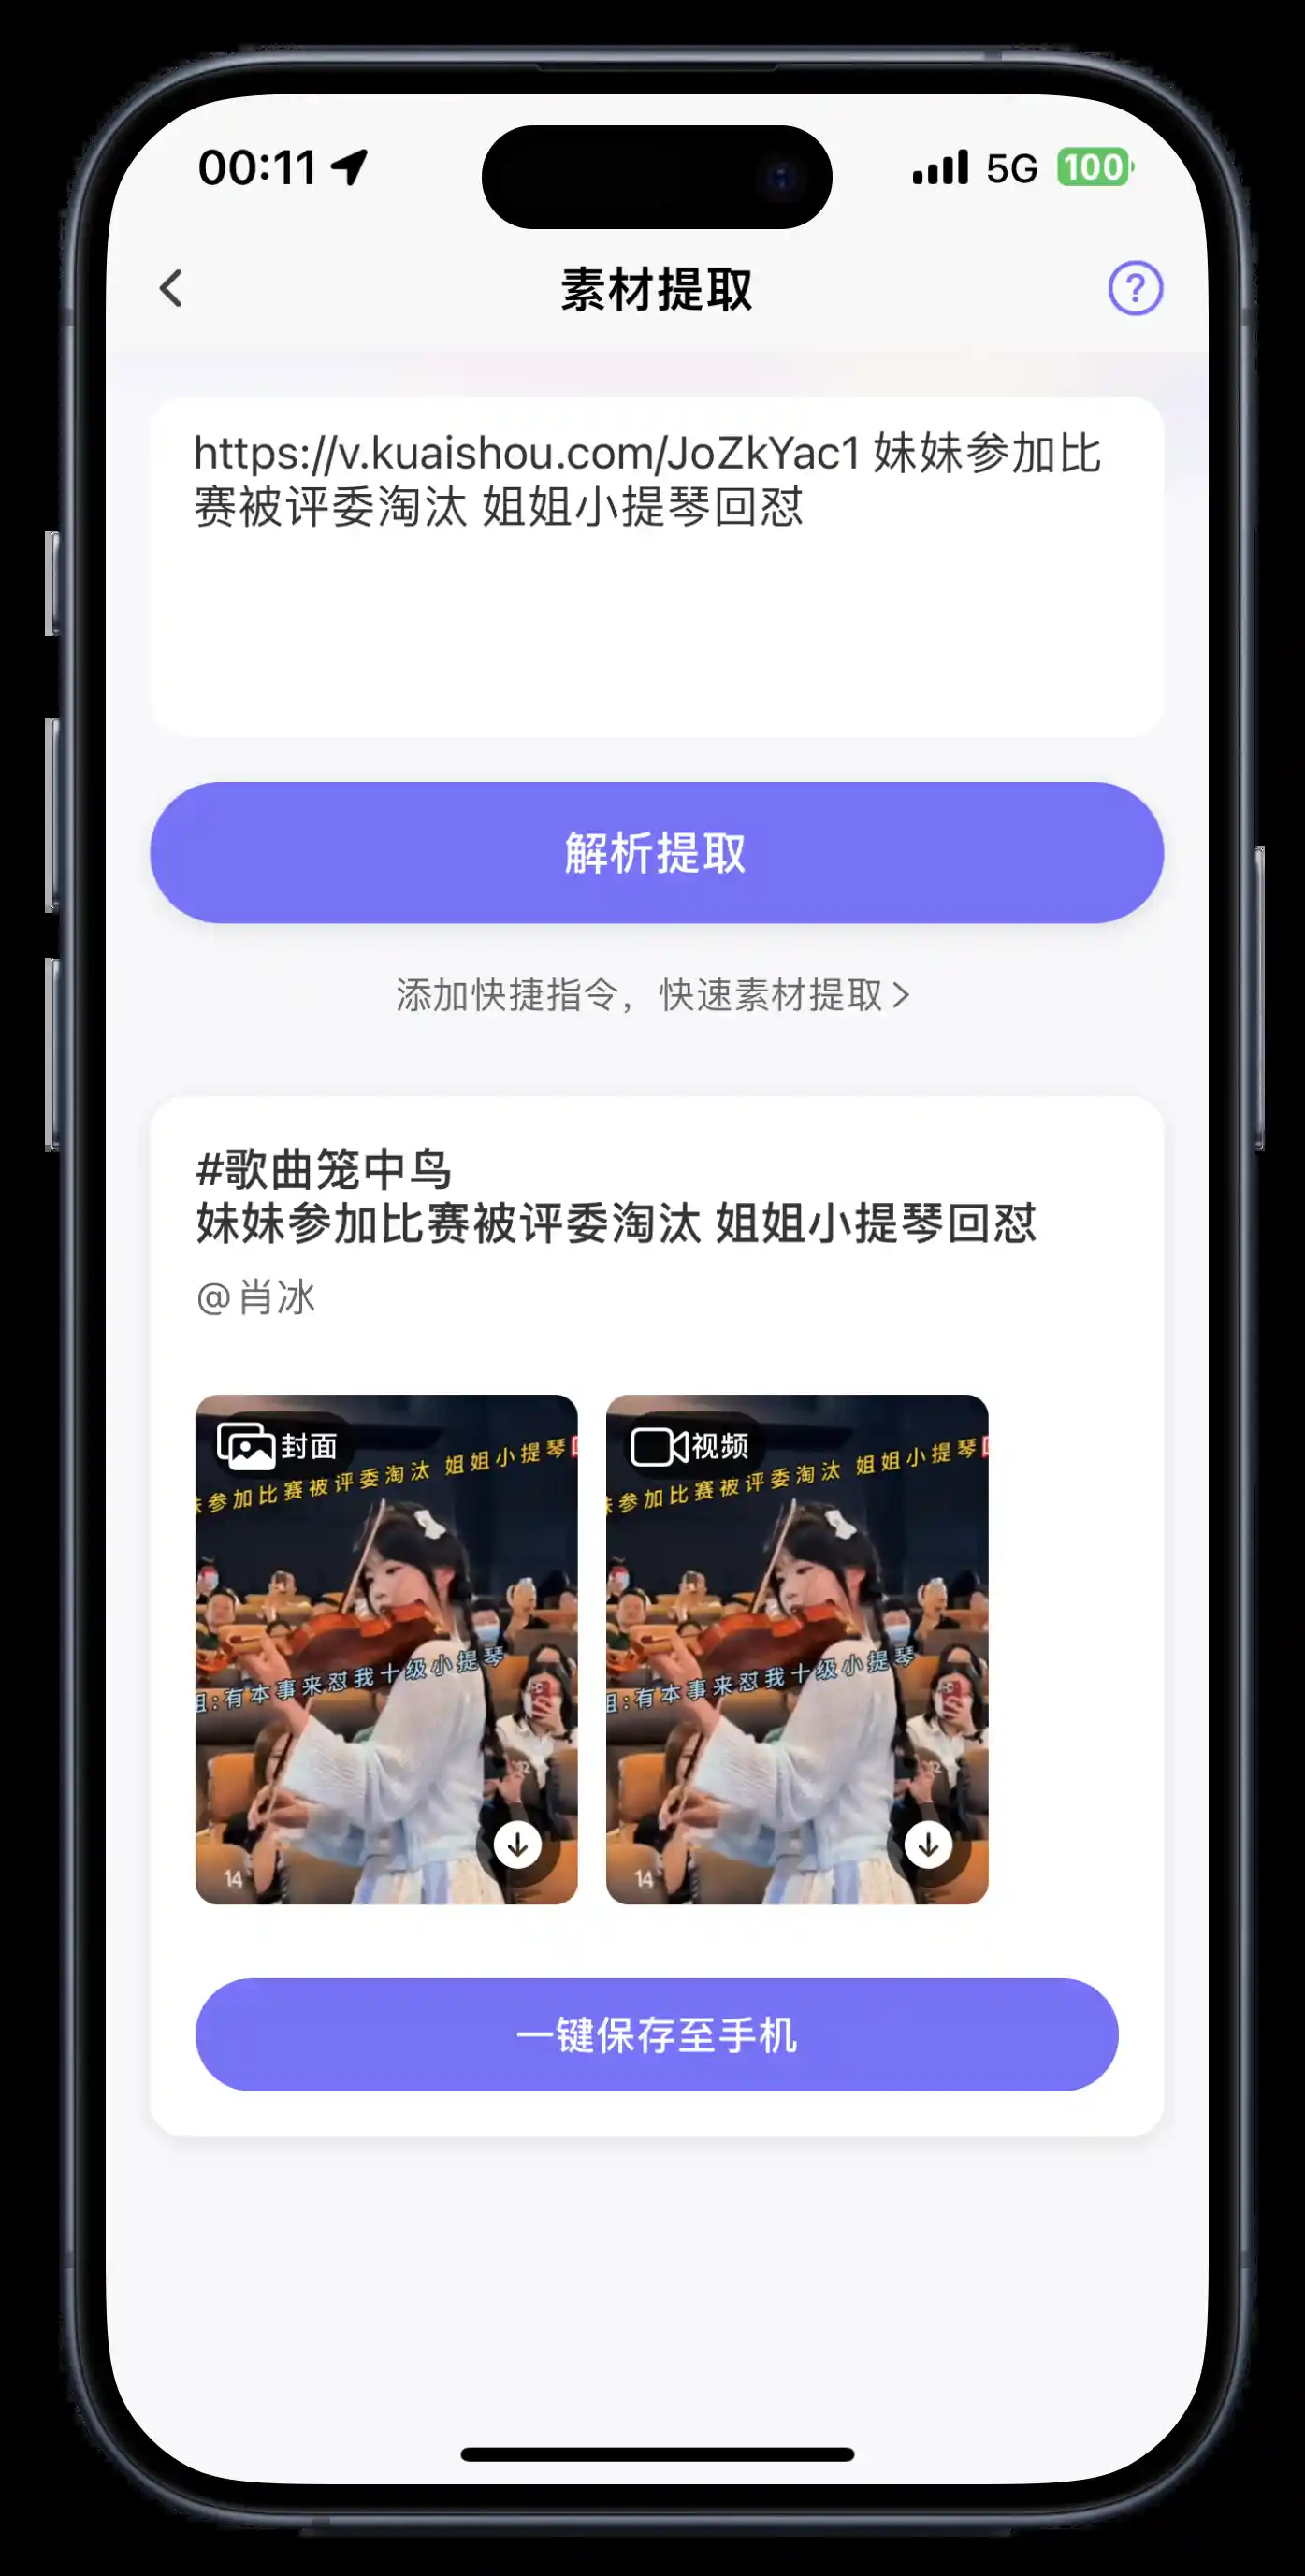 00:11 5G 100
素材提取
?
https://v.kuaishou.com/JoZkYac1 妹妹参加比
赛被评委淘汰 姐姐小提琴回怼
解析提取
添加快捷指令，快速素材提取
#歌曲笼中鸟
妹妹参加比赛被评委淘汰 姐姐小提琴回怼
@肖冰
封面
参加比赛被评委淘汰 姐姐小提琴
:有本事来怼我十级小提琴
12
14
视频
参加比赛被评委淘汰 姐姐小提琴
:有本事来怼我十级小提琴
12
14
一键保存至手机